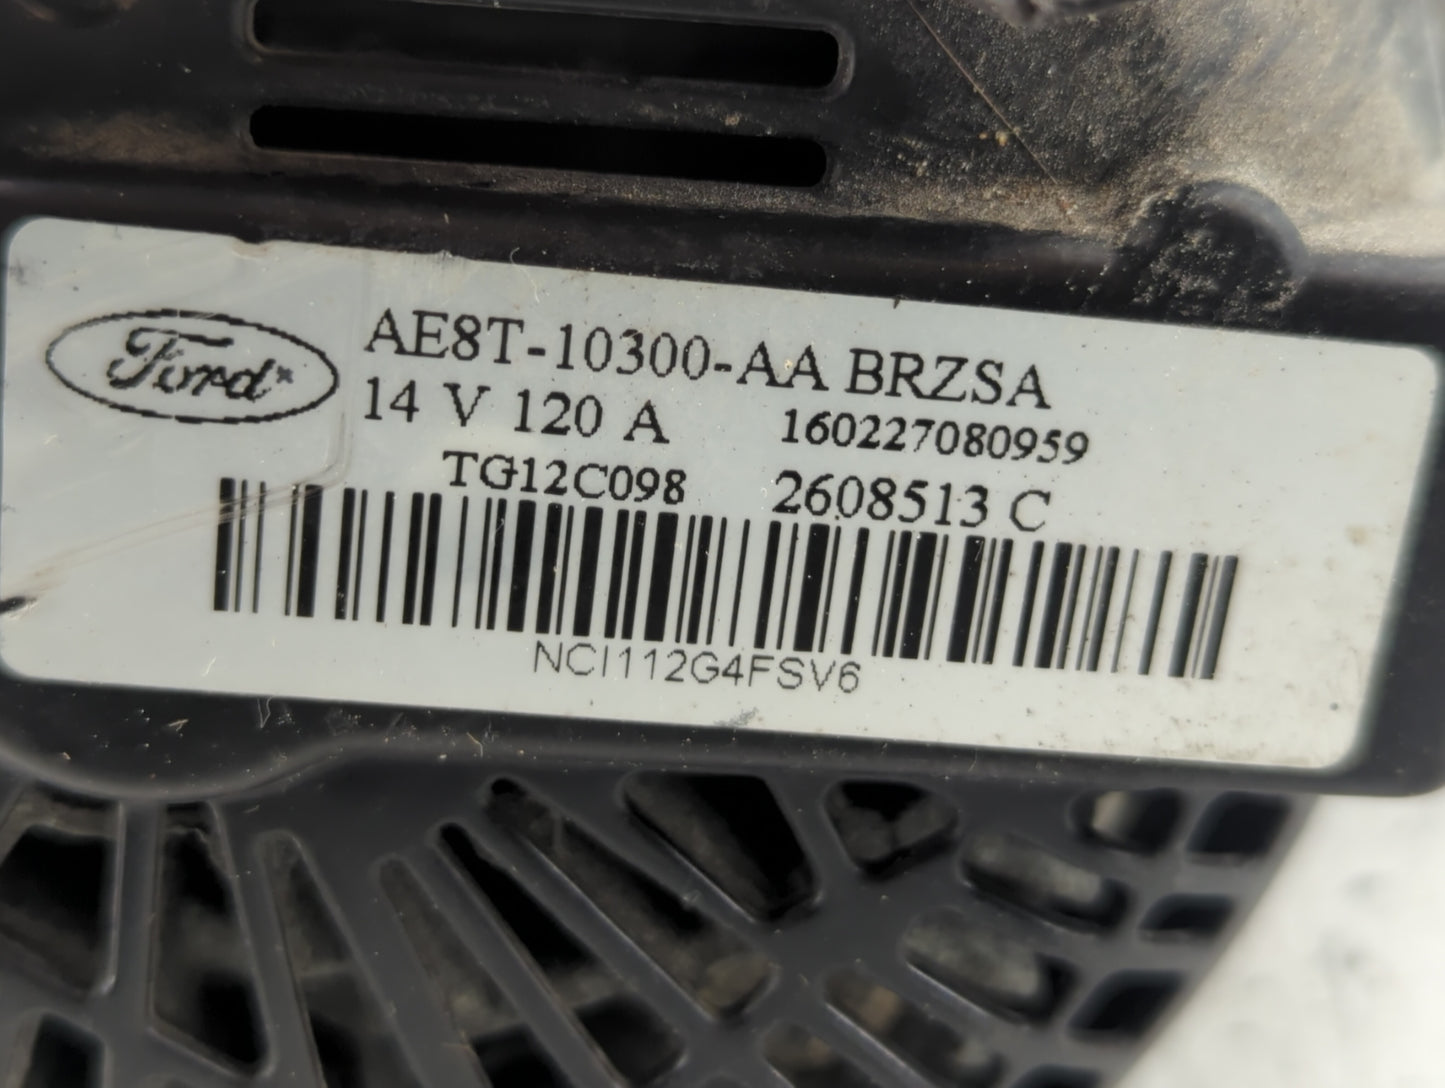 Ford
AE8T-10300-AA BRZSA
14 V 120 A 160227080959
TG12C098 2608513 C
NCI112G4FSV6